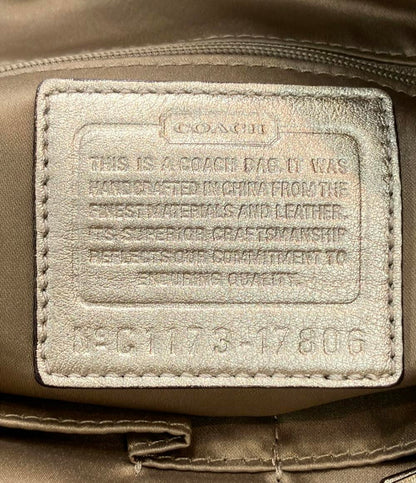 COACH
THIS IS A COACH BAG. IT WAS
HANDCRAFTED IN CHINA FROM THE
FINEST MATERIALS AND LEATHER.
ITS SUPERIOR CRAFTSMANSHIP
REFLECTS OUR COMMITMENT TO
ENDURING QUALITY.
NºC1173-17806